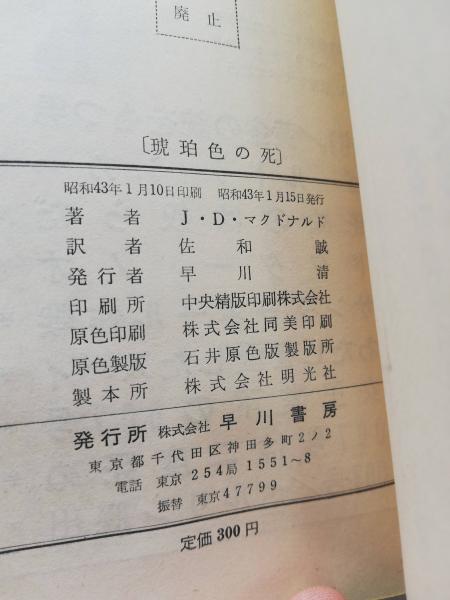 廃止
〔琥珀色の死〕
昭和43年1月10日印刷 昭和43年1月15日発行
著者 J・D・マクドナルド
訳者 佐和誠
発行者 早川清
印刷所 中央精版印刷株式会社
原色印刷 株式会社同美印刷
原色製版 石井原色版製版所
製本所 株式会社明光社
発行所 株式会社 早川書房
東京都千代田区神田多町2ノ2
電話 東京 254局 1551~8
振替 東京47799
定価 300円